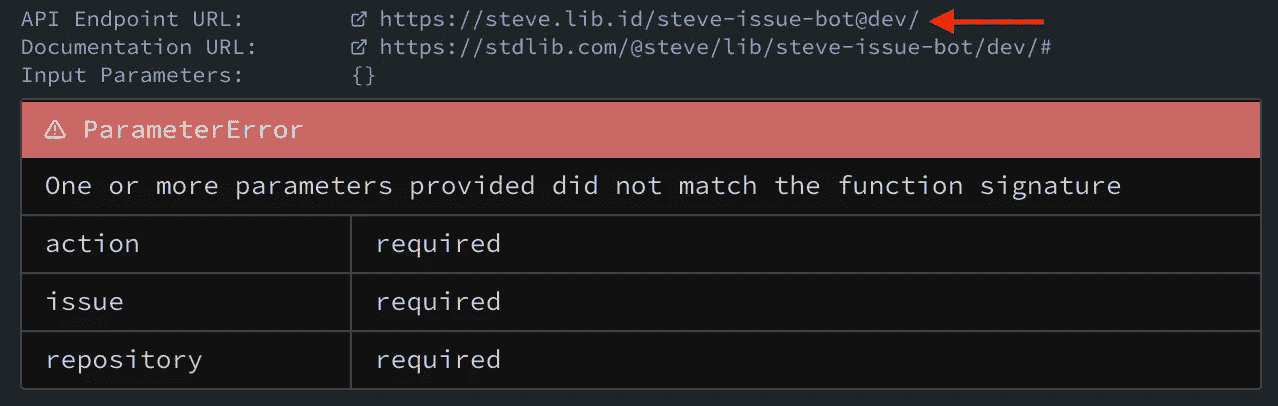 API Endpoint URL: https://steve.lib.id/steve-issue-bot@dev/
Documentation URL: https://stdlib.com/@steve/lib/steve-issue-bot/dev/#
Input Parameters: {}
ParameterError
One or more parameters provided did not match the function signature
action required
issue required
repository required